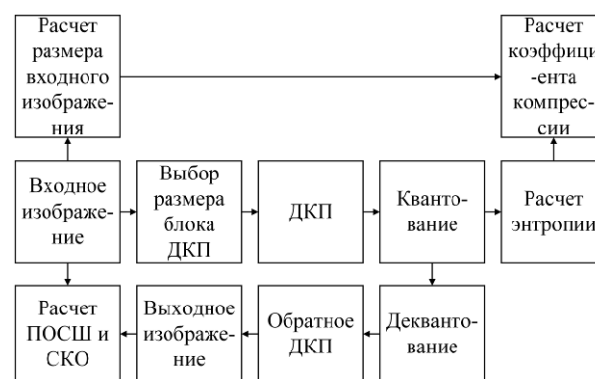 Расчет
размера
входного
изображе-
ния
Расчет
коэффици
-ента
компрес-
сии
Входное
изображе-
ние
Выбор
размера
блока
ДКП
ДКП
Кванто-
вание
Расчет
энтропии
Расчет
ПОСШ и
СКО
Выходное
изображе-
ние
Обратное
ДКП
Деквантo-
вание